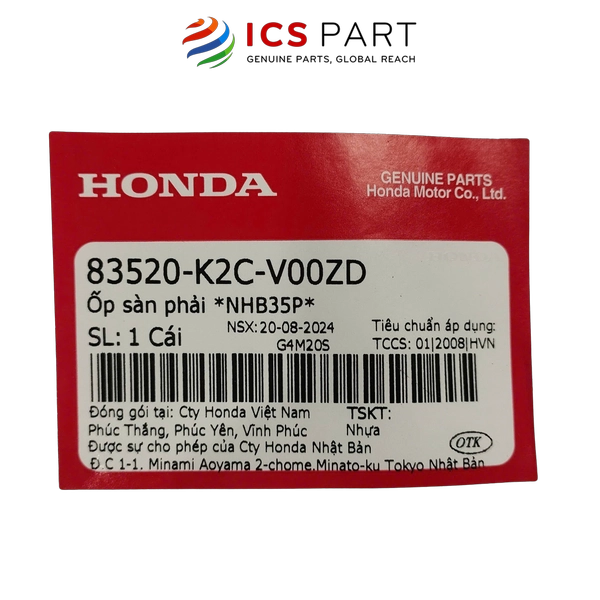 ICS PART
GENUINE PARTS, GLOBAL REACH
HONDA
GENUINE PARTS
Honda Motor Co., Ltd.
83520-K2C-V00ZD
Ốp sàn phải *NHB35P*
SL: 1 Cái
NSX: 20-08-2024
G4M20S
Tiêu chuẩn áp dụng:
TCCS: 01|2008|HVN
Đóng gói tại: Cty Honda Việt Nam
Phúc Thắng, Phúc Yên, Vĩnh Phúc
Được sự cho phép của Cty Honda Nhật Bản
Đ C 1-1. Minami Aoyama 2-chome,Minato-ku Tokyo Nhật Bản
TSKT:
Nhựa
OTK